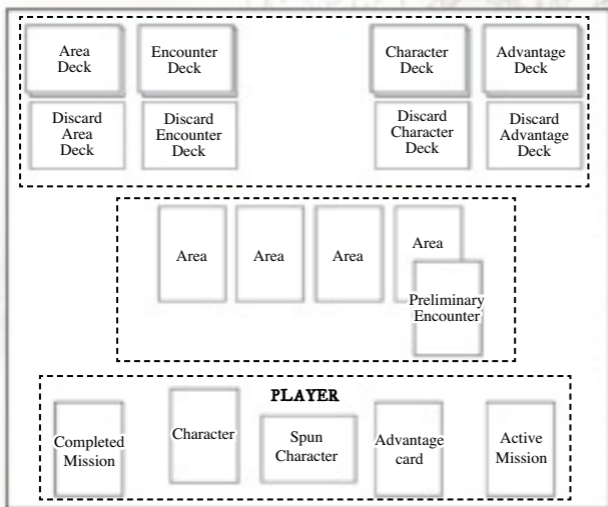 Area
Deck
Encounter
Deck
Character
Deck
Advantage
Deck
Discard
Area
Deck
Discard
Encounter
Deck
Discard
Character
Deck
Discard
Advantage
Deck
Area
Area
Area
Area
Preliminary
Encounter
PLAYER
Completed
Mission
Character
Spun
Character
Advantage
card
Active
Mission